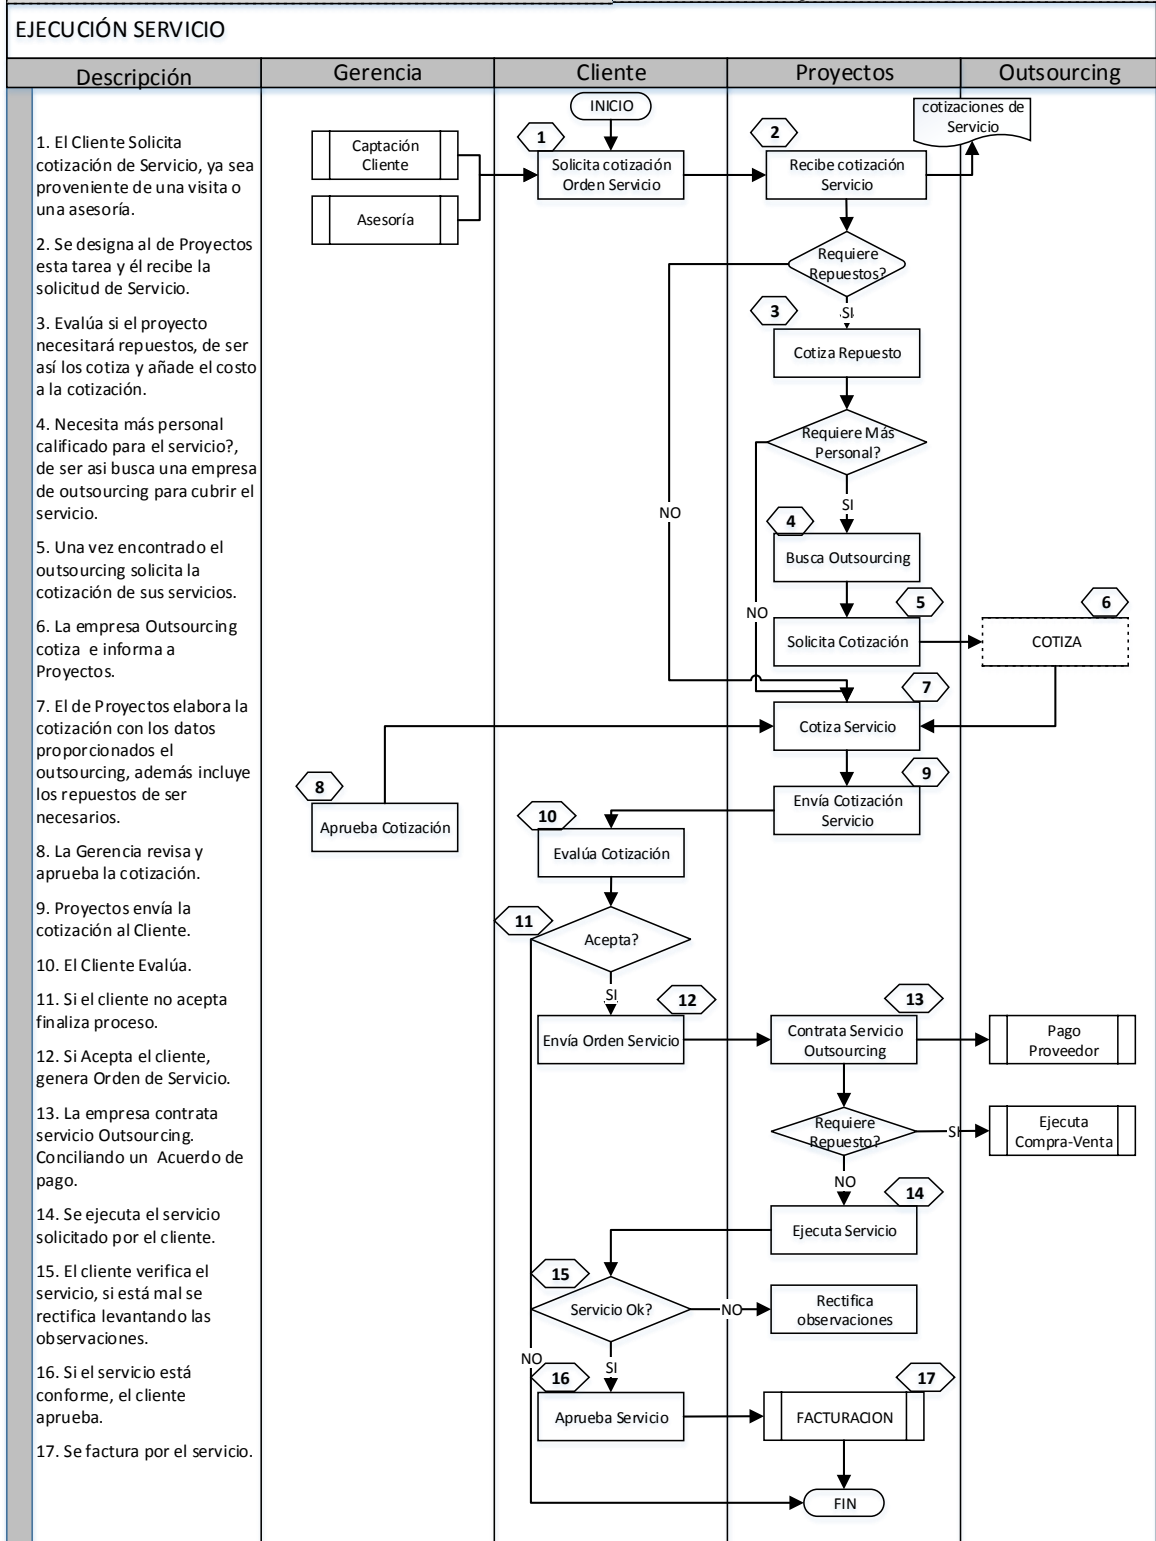 EJECUCIÓN SERVICIO
Descripción
Gerencia
Cliente
Proyectos
Outsourcing
1. El Cliente Solicita
cotización de Servicio, ya sea
proveniente de una visita o
una asesoría.
2. Se designa al de Proyectos
esta tarea y él recibe la
solicitud de Servicio.
3. Evalúa si el proyecto
necesitará repuestos, de ser
así los cotiza y añade el costo
a la cotización.
4. Necesita más personal
calificado para el servicio?,
de ser asi busca una empresa
de outsourcing para cubrir el
servicio.
5. Una vez encontrado el
outsourcing solicita la
cotización de sus servicios.
6. La empresa Outsourcing
cotiza e informa a
Proyectos.
7. El de Proyectos elabora la
cotización con los datos
proporcionados el
outsourcing, además incluye
los repuestos de ser
necesarios.
8. La Gerencia revisa y
aprueba la cotización.
9. Proyectos envía la
cotización al Cliente.
10. El Cliente Evalúa.
11. Si el cliente no acepta
finaliza proceso.
12. Si Acepta el cliente,
genera Orden de Servicio.
13. La empresa contrata
servicio Outsourcing.
Conciliando un Acuerdo de
pago.
14. Se ejecuta el servicio
solicitado por el cliente.
15. El cliente verifica el
servicio, si está mal se
rectifica levantando las
observaciones.
16. Si el servicio está
conforme, el cliente
aprueba.
17. Se factura por el servicio.
INICIO
cotizaciones de
Servicio
1
2
Captación
Cliente
Asesoría
Solicita cotización
Orden Servicio
Recibe cotización
Servicio
Requiere
Repuestos?
SI
3
Cotiza Repuesto
Requiere Más
Personal?
SI
NO
4
Busca Outsourcing
5
6
NO
Solicita Cotización
COTIZA
7
Cotiza Servicio
8
Aprueba Cotización
9
Envía Cotización
Servicio
10
Evalúa Cotización
11
Acepta?
SI
12
Envía Orden Servicio
13
Contrata Servicio
Outsourcing
Pago
Proveedor
Requiere
Repuesto?
SI
Ejecuta
Compra-Venta
NO
14
Ejecuta Servicio
15
Servicio Ok?
NO
Rectifica
observaciones
NO
SI
16
Aprueba Servicio
17
FACTURACION
FIN